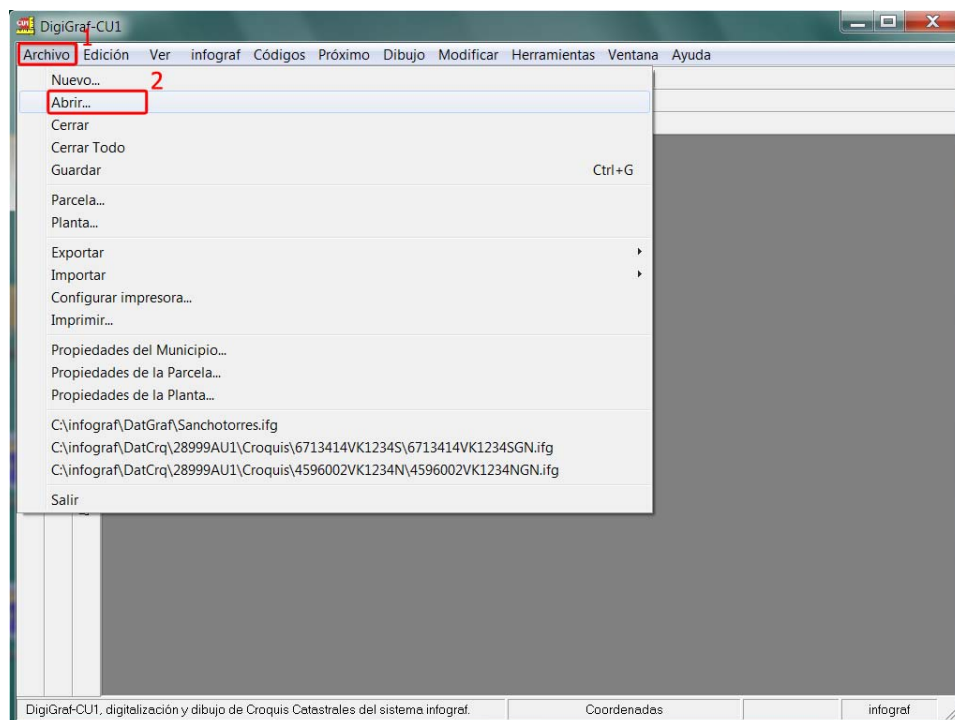 DigiGraf-CU1
1
Archivo Edición Ver infograf Códigos Próximo Dibujo Modificar Herramientas Ventana Ayuda
Nuevo... 2
Abrir...
Cerrar
Cerrar Todo
Guardar Ctrl+G
Parcela...
Planta...
Exportar
Importar
Configurar impresora...
Imprimir...
Propiedades del Municipio...
Propiedades de la Parcela...
Propiedades de la Planta...
C:\infograf\DatGraf\Sanchotorres.ifg
C:\infograf\DatCrq\28999AU1\Croquis\6713414VK1234S\6713414VK1234SGN.ifg
C:\infograf\DatCrq\28999AU1\Croquis\4596002VK1234N\4596002VK1234NGN.ifg
Salir
DigiGraf-CU1, digitalización y dibujo de Croquis Catastrales del sistema infograf. Coordenadas infograf